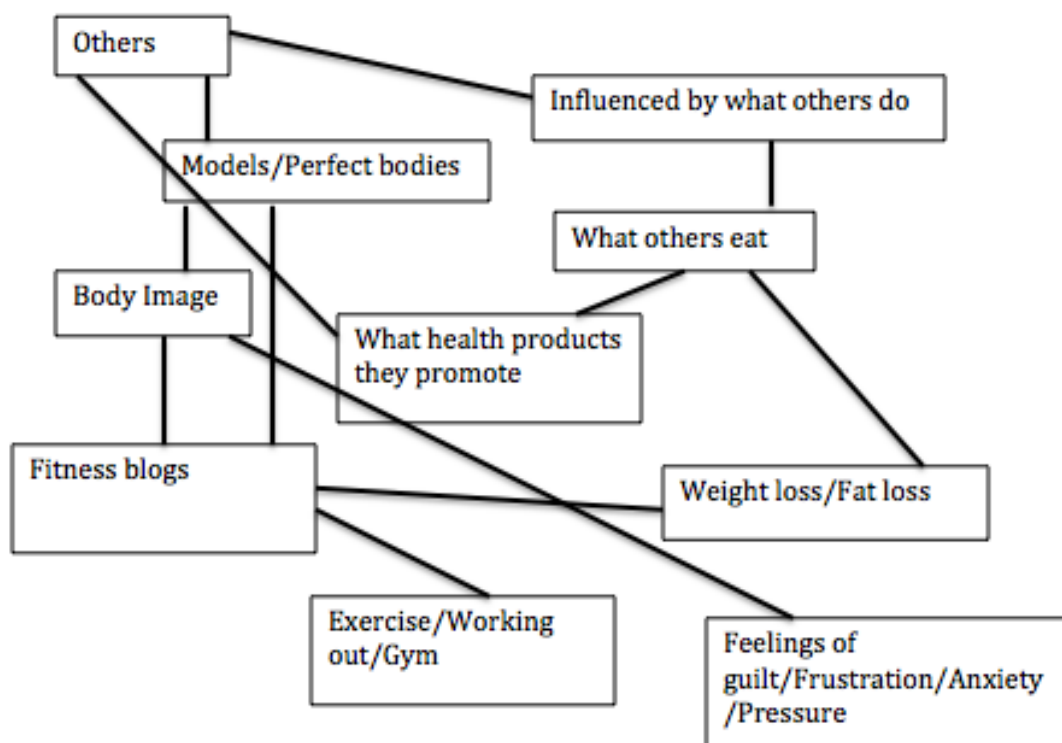 Others
Influenced by what others do
Models/Perfect bodies
What others eat
Body Image
What health products
they promote
Fitness blogs
Weight loss/Fat loss
Exercise/Working
out/Gym
Feelings of
guilt/Frustration/Anxiety
/Pressure